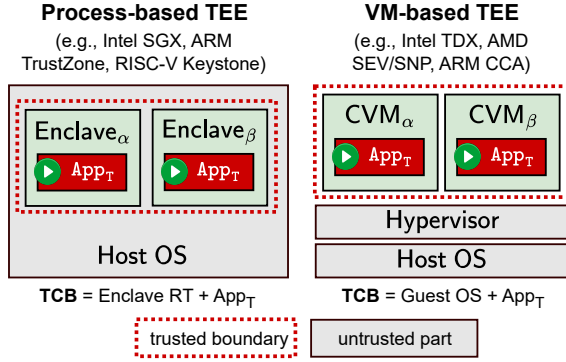 Process-based TEE
(e.g., Intel SGX, ARM
TrustZone, RISC-V Keystone)
Enclaveα
Enclaveβ
AppT
AppT
Host OS
TCB = Enclave RT + AppT
VM-based TEE
(e.g., Intel TDX, AMD
SEV/SNP, ARM CCA)
CVMα
CVMβ
AppT
AppT
Hypervisor
Host OS
TCB = Guest OS + AppT
trusted boundary
untrusted part